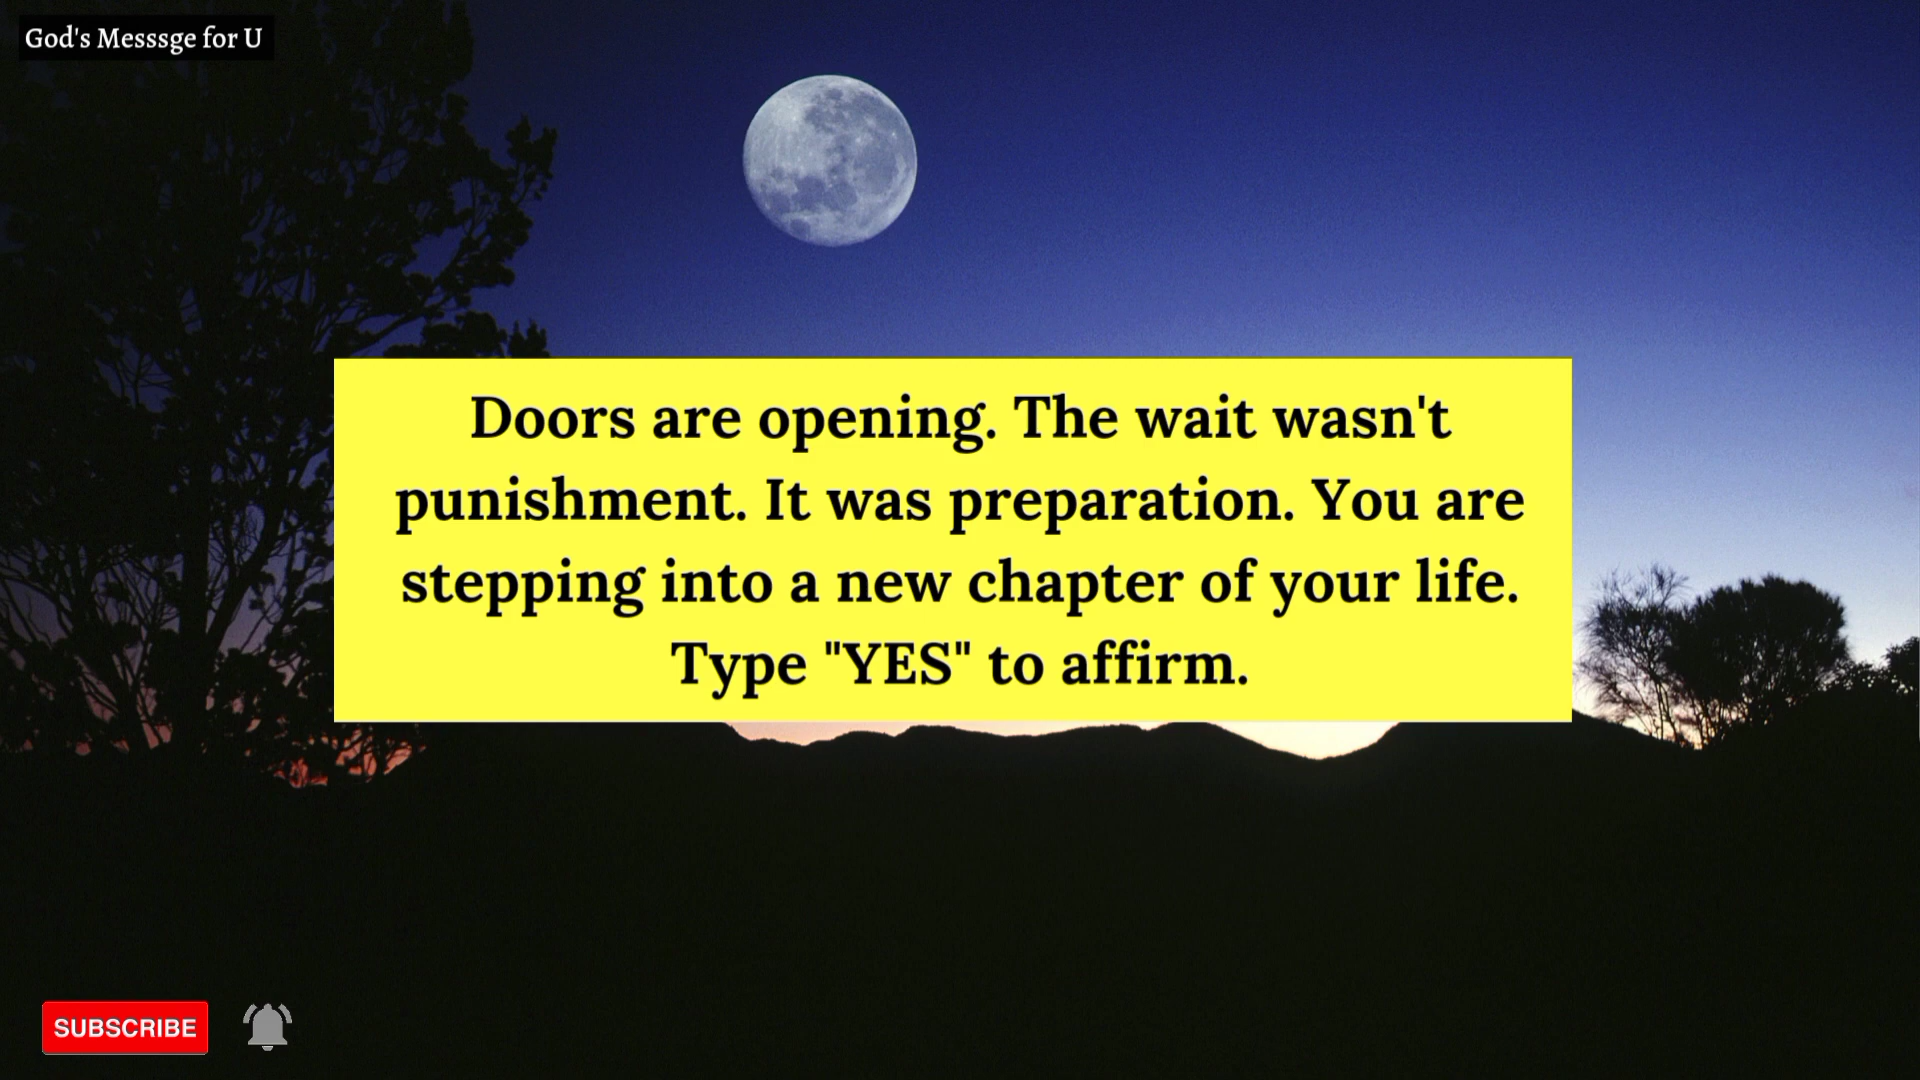 God's Messsge for U
Doors are opening. The wait wasn't
punishment. It was preparation. You are
stepping into a new chapter of your life.
Type "YES" to affirm.
SUBSCRIBE